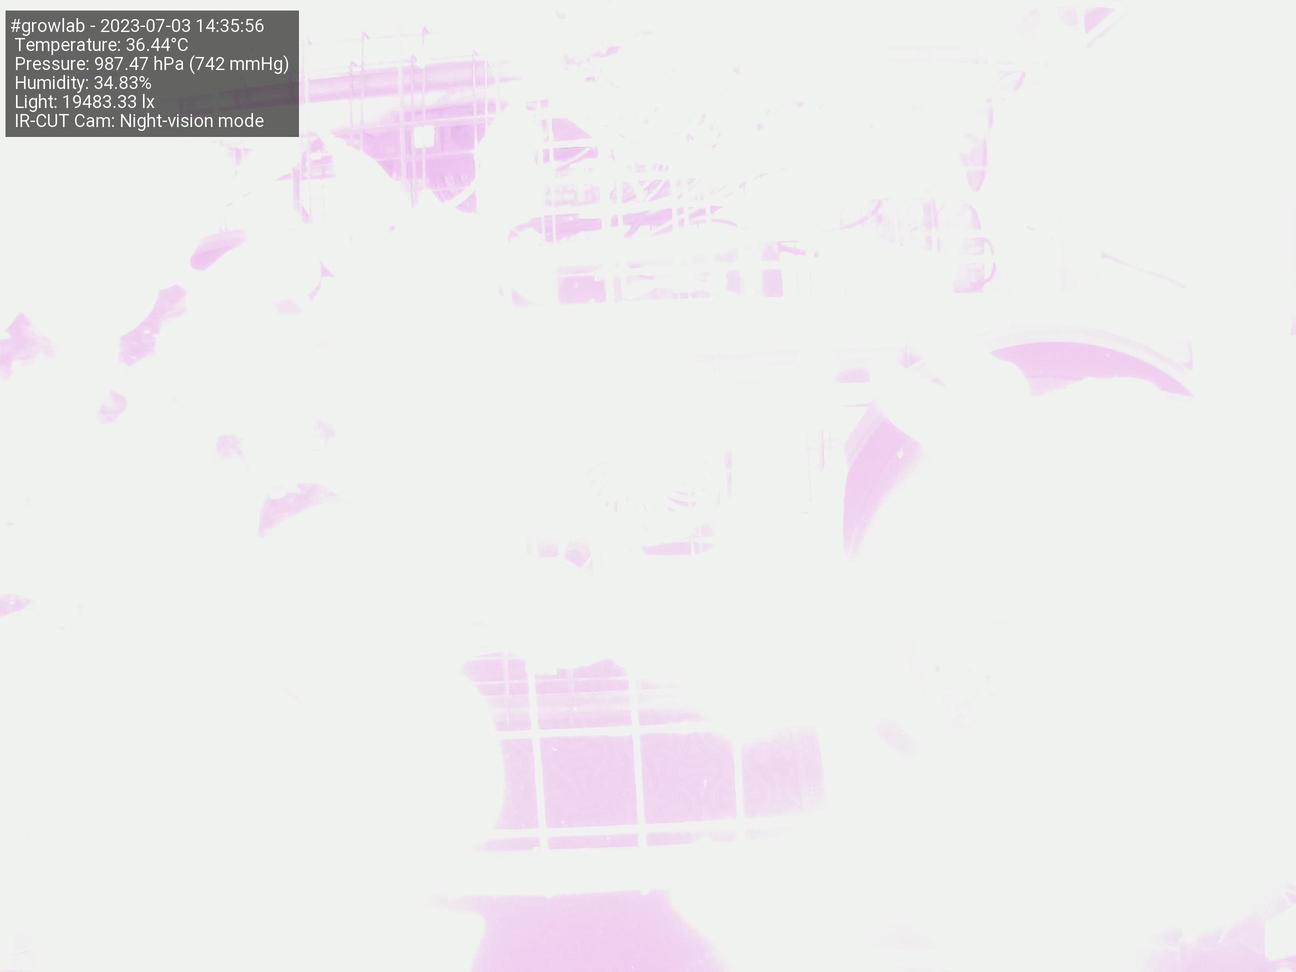 #growlab - 2023-07-03 14:35:56
Temperature: 36.44°C
Pressure: 987.47 hPa (742 mmHg)
Humidity: 34.83%
Light: 19483.33 lx
IR-CUT Cam: Night-vision mode